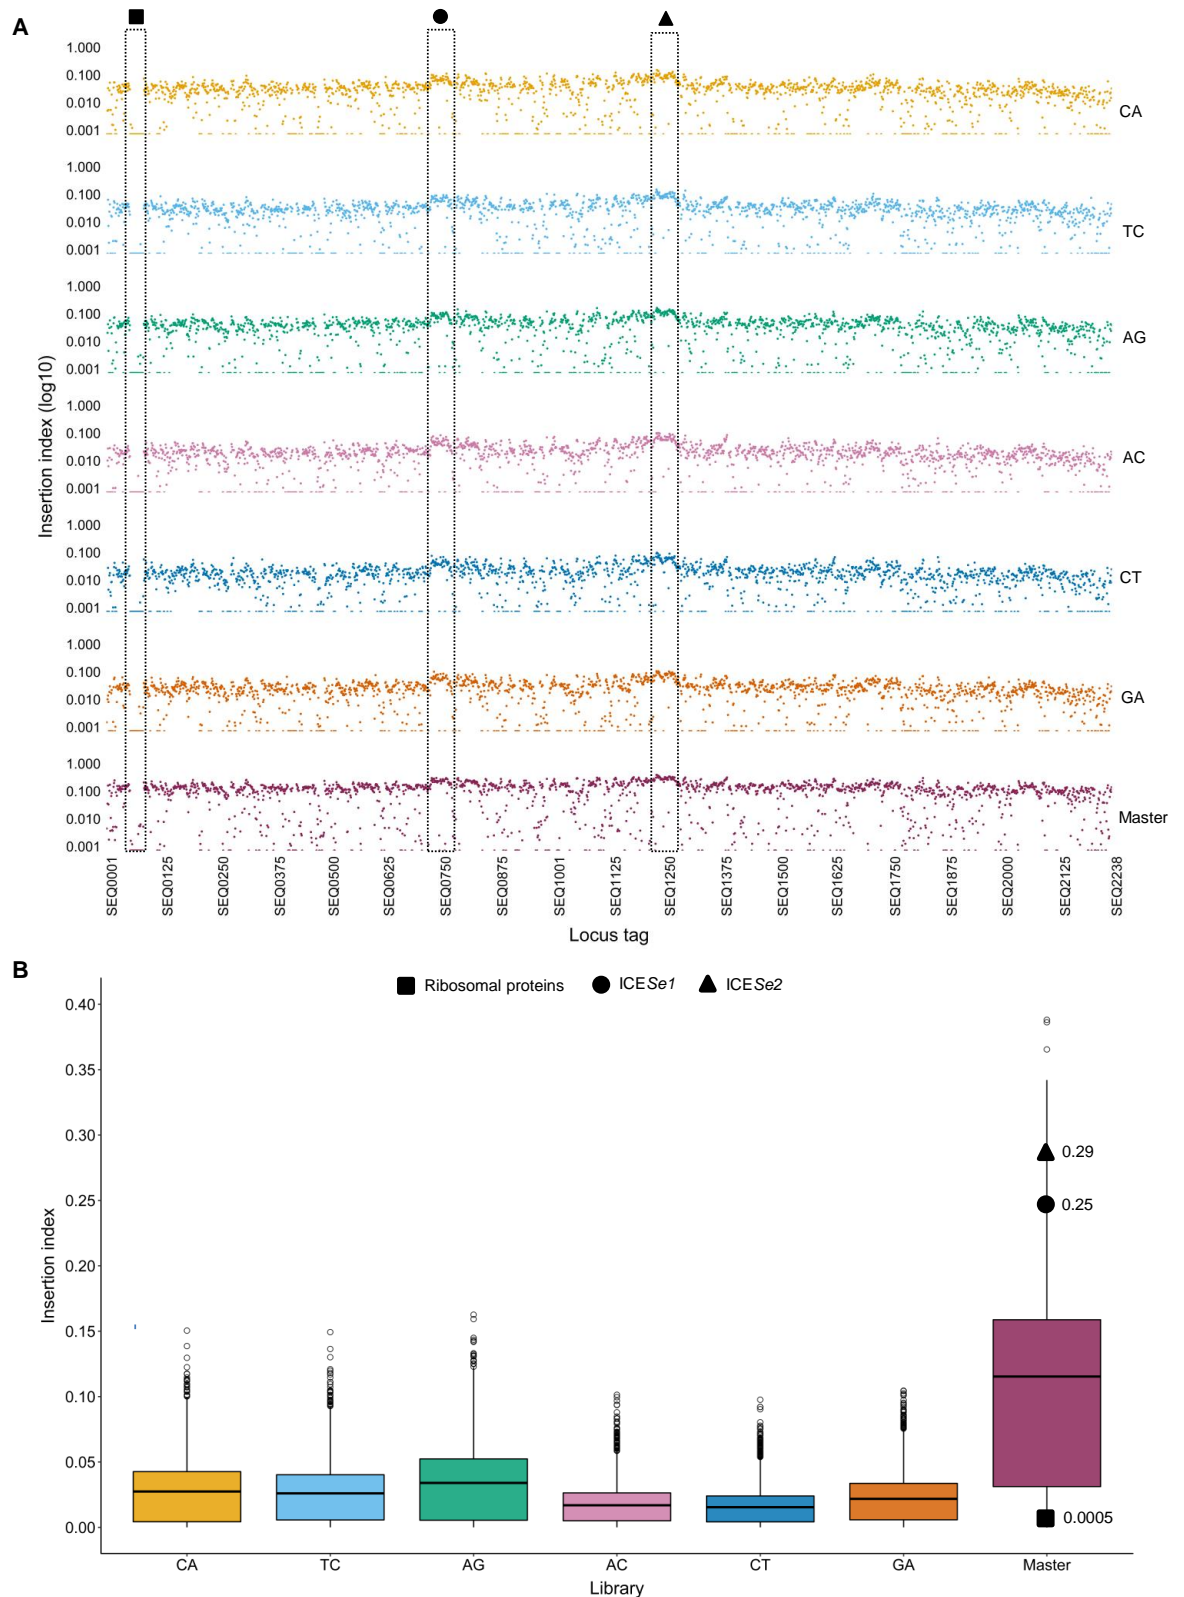 A
1.000
0.100
0.010
0.001
CA
1.000
0.100
0.010
0.001
TC
1.000
0.100
0.010
0.001
AG
1.000
0.100
0.010
0.001
AC
1.000
0.100
0.010
0.001
CT
1.000
0.100
0.010
0.001
GA
1.000
0.100
0.010
0.001
Master
Insertion index (log10)
SEQ0001 SEQ0125 SEQ0250 SEQ0375 SEQ0500 SEQ0625 SEQ0750 SEQ0875 SEQ1001 SEQ1125 SEQ1250 SEQ1375 SEQ1500 SEQ1625 SEQ1750 SEQ1875 SEQ2000 SEQ2125 SEQ2238
Locus tag
B
Ribosomal proteins ICESe1 ICESe2
0.40
0.35
0.30
0.25
0.20
0.15
0.10
0.05
0.00
Insertion index
0.29
0.25
0.0005
CA TC AG AC CT GA Master
Library